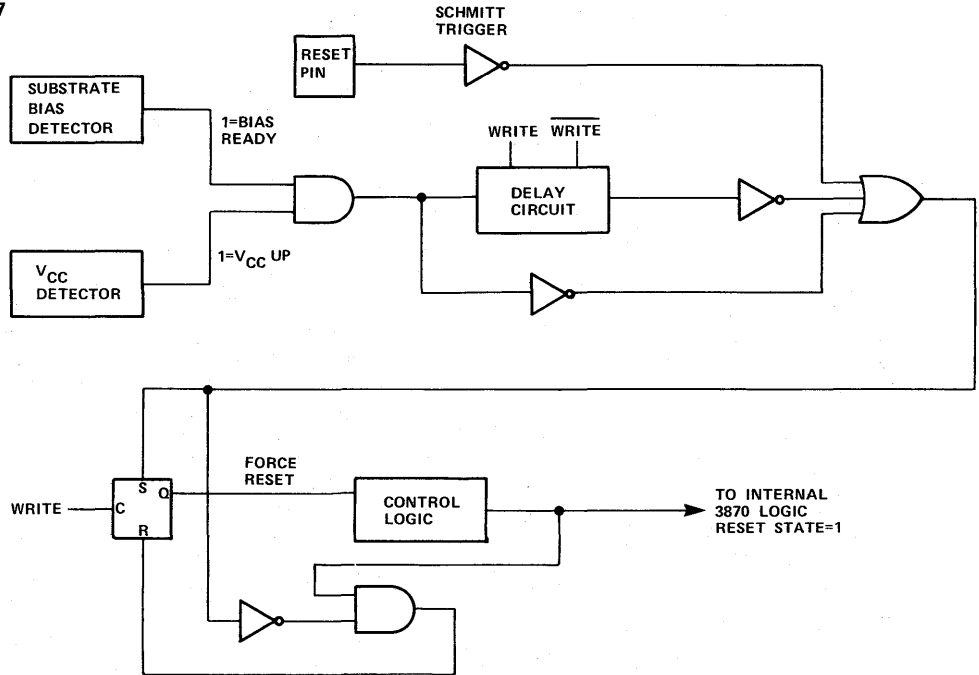 7
SCHMITT
TRIGGER
RESET
PIN
SUBSTRATE
BIAS
DETECTOR
1=BIAS
READY
WRITE
WRITE
DELAY
CIRCUIT
VCC
DETECTOR
1=VCC UP
FORCE
RESET
WRITE
S
Q
C
R
CONTROL
LOGIC
TO INTERNAL
3870 LOGIC
RESET STATE=1